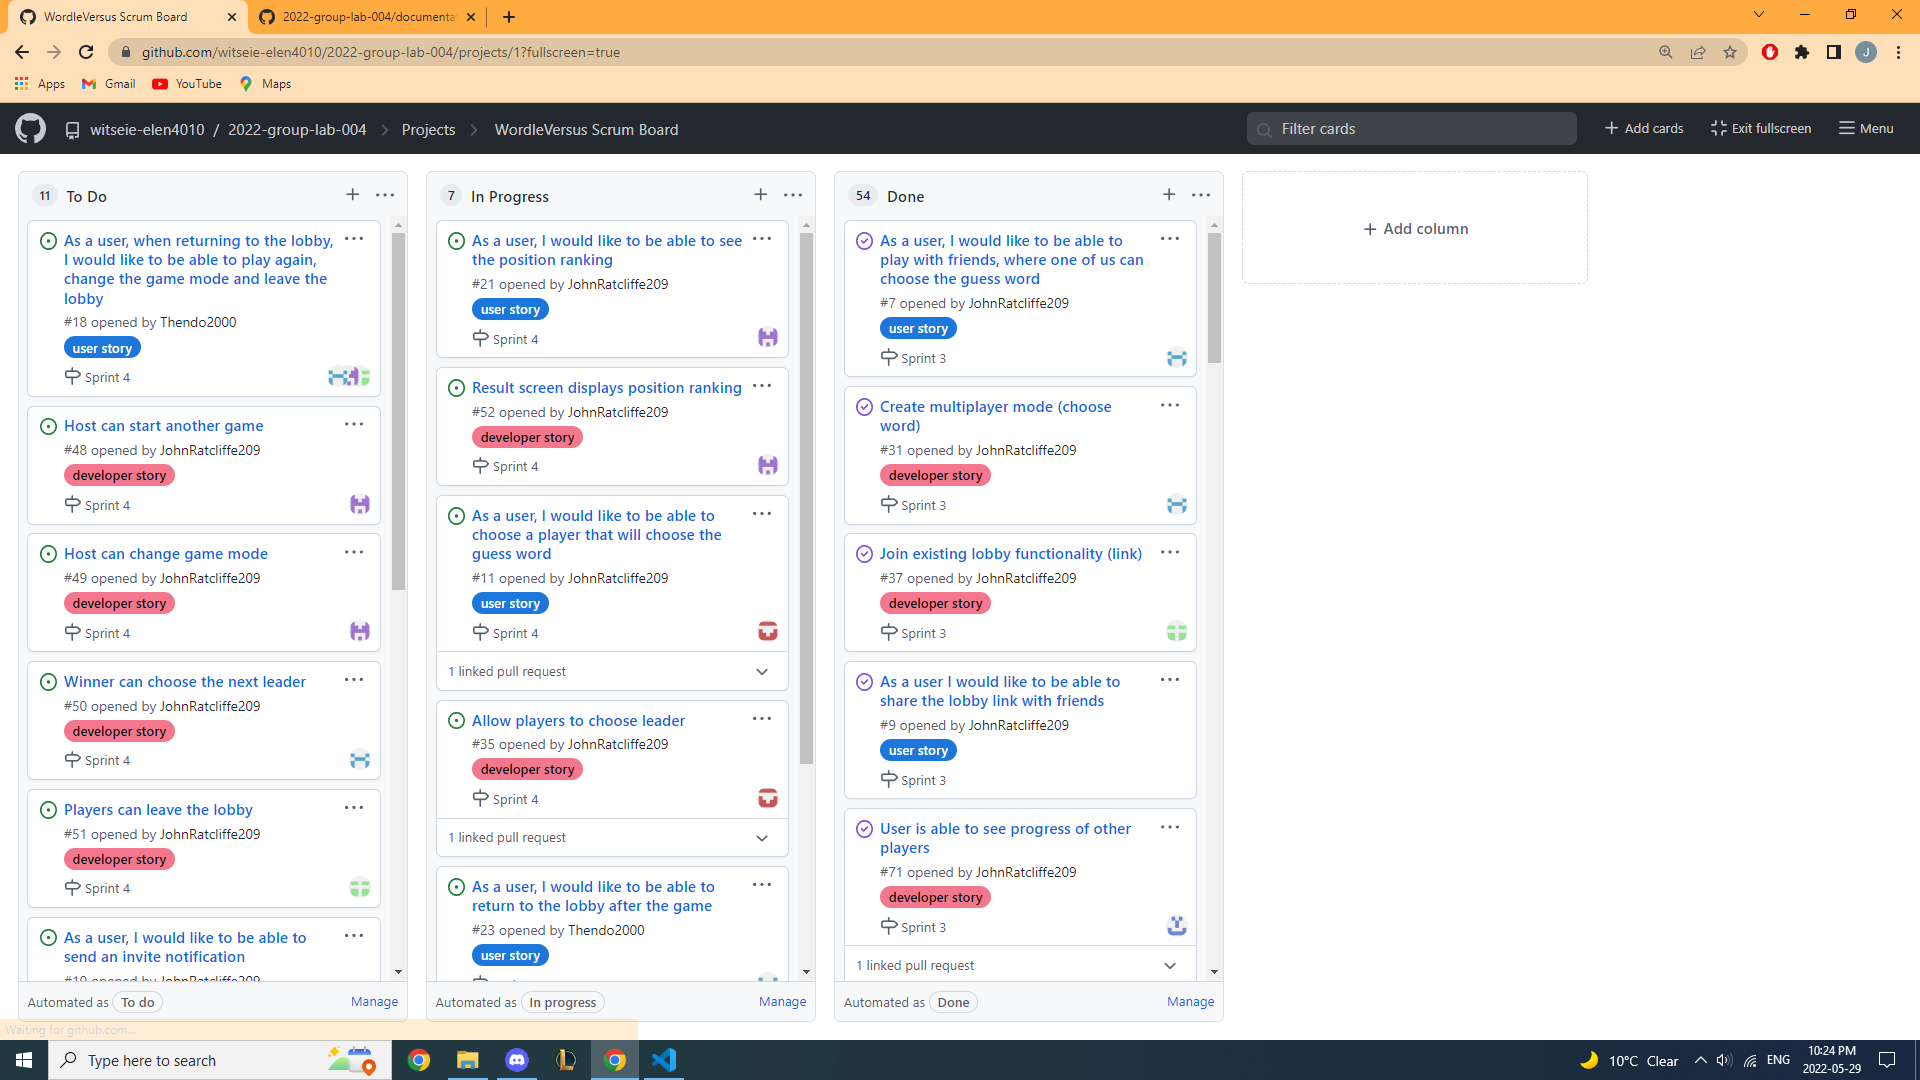 WordleVersus Scrum Board
2022-group-lab-004/documenta
github.com/witseie-elen4010/2022-group-lab-004/projects/1?fullscreen=true
J
Apps
Gmail
YouTube
Maps
witseie-elen4010 / 2022-group-lab-004
Projects
WordleVersus Scrum Board
Filter cards
Add cards
Exit fullscreen
Menu
11 To Do
As a user, when returning to the lobby,
I would like to be able to play again,
change the game mode and leave the
lobby
#18 opened by Thendo2000
user story
Sprint 4
Host can start another game
#48 opened by JohnRatcliffe209
developer story
Sprint 4
Host can change game mode
#49 opened by JohnRatcliffe209
developer story
Sprint 4
Winner can choose the next leader
#50 opened by JohnRatcliffe209
developer story
Sprint 4
Players can leave the lobby
#51 opened by JohnRatcliffe209
developer story
Sprint 4
As a user, I would like to be able to
send an invite notification
#10 opened by JohnRatcliffe209
Automated as To do
Manage
7 In Progress
As a user, I would like to be able to see
the position ranking
#21 opened by JohnRatcliffe209
user story
Sprint 4
Result screen displays position ranking
#52 opened by JohnRatcliffe209
developer story
Sprint 4
As a user, I would like to be able to
choose a player that will choose the
guess word
#11 opened by JohnRatcliffe209
user story
Sprint 4
1 linked pull request
Allow players to choose leader
#35 opened by JohnRatcliffe209
developer story
Sprint 4
1 linked pull request
As a user, I would like to be able to
return to the lobby after the game
#23 opened by Thendo2000
user story
Automated as In progress
Manage
54 Done
As a user, I would like to be able to
play with friends, where one of us can
choose the guess word
#7 opened by JohnRatcliffe209
user story
Sprint 3
Create multiplayer mode (choose
word)
#31 opened by JohnRatcliffe209
developer story
Sprint 3
Join existing lobby functionality (link)
#37 opened by JohnRatcliffe209
developer story
Sprint 3
As a user I would like to be able to
share the lobby link with friends
#9 opened by JohnRatcliffe209
user story
Sprint 3
User is able to see progress of other
players
#71 opened by JohnRatcliffe209
developer story
Sprint 3
1 linked pull request
Automated as Done
Manage
Add column
Waiting for github.com...
Type here to search
10°C Clear
ENG
10:24 PM
2022-05-29